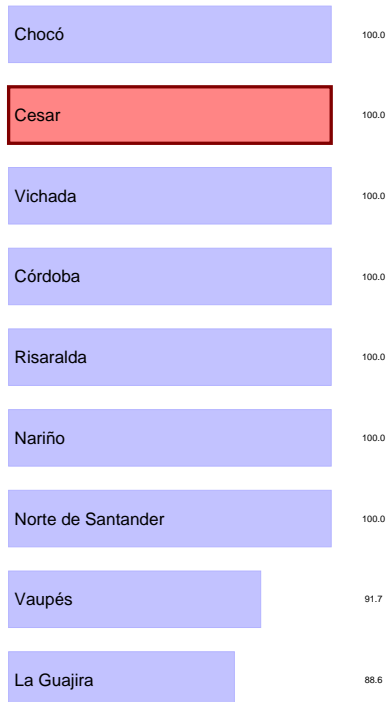 Chocó 100.0
Cesar 100.0
Vichada 100.0
Córdoba 100.0
Risaralda 100.0
Nariño 100.0
Norte de Santander 100.0
Vaupés 91.7
La Guajira 88.6